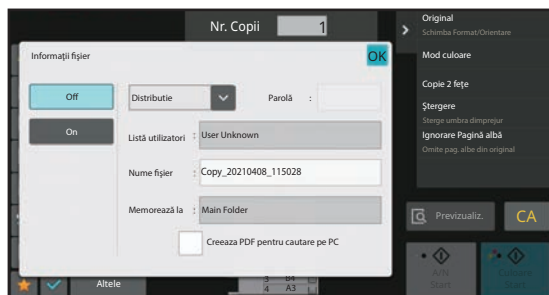 Nr. Copii 1
Informații fișier
OK
Off
On
Distributie
Parolă :
Listă utilizatori : User Unknown
Nume fișier : Copy_20210408_115028
Memorează la : Main Folder
Creeaza PDF pentru cautare pe PC
Altele
3 B4
4 A3
Original
Schimba Format/Orientare
Mod culoare
Copie 2 fețe
Ștergere
Sterge umbra dimprejur
Ignorare Pagină albă
Omite pag. albe din original
Previzualiz.
CA
A/N
Start
Culoare
Start